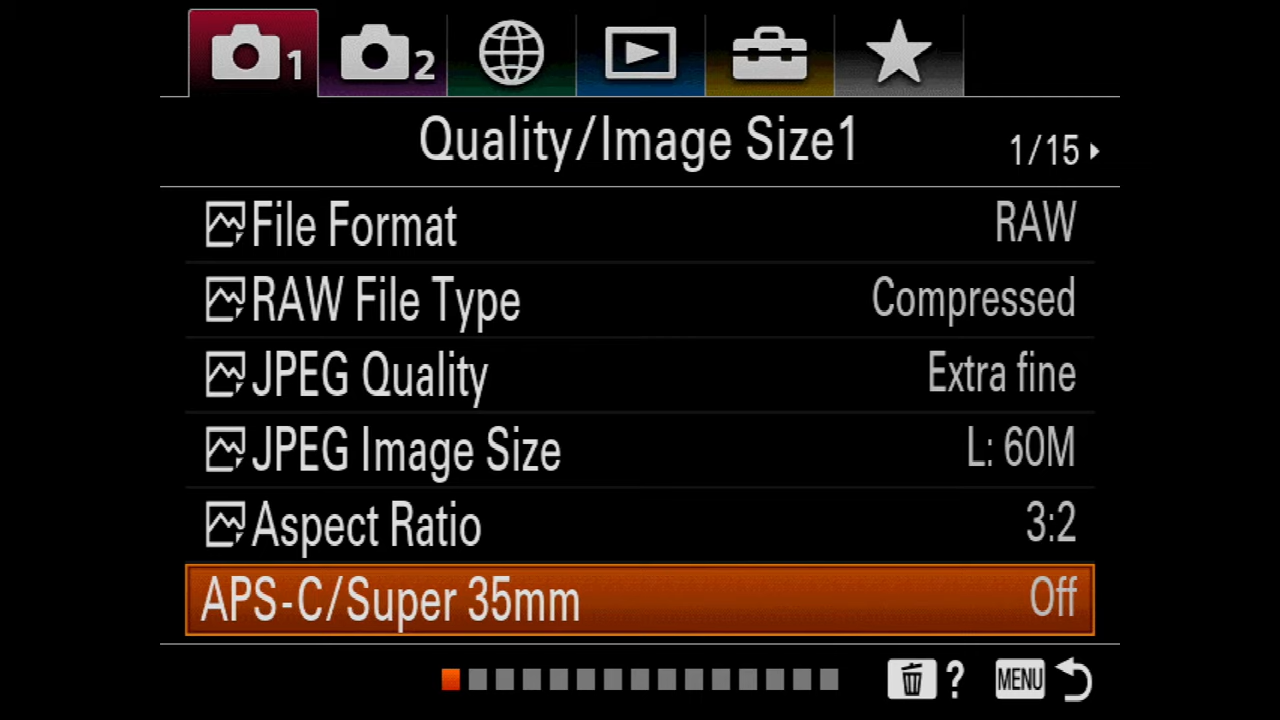 1 2
Quality/Image Size1 1/15
File Format RAW
RAW File Type Compressed
JPEG Quality Extra fine
JPEG Image Size L: 60M
Aspect Ratio 3:2
APS-C/Super 35mm Off
? MENU